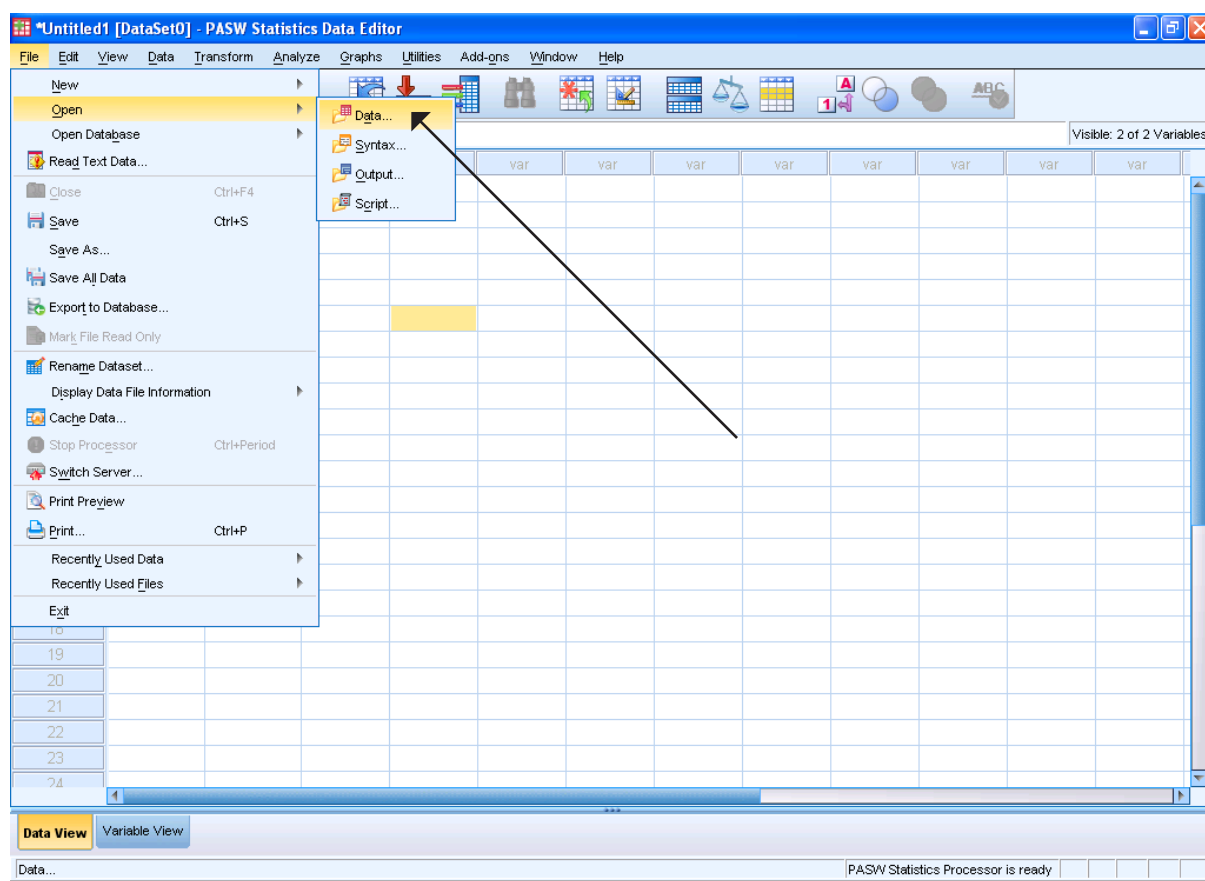 *Untitled1 [DataSet0] - PASW Statistics Data Editor
File Edit View Data Transform Analyze Graphs Utilities Add-ons Window Help
New
Open
Open Database
Read Text Data...
Close Ctrl+F4
Save Ctrl+S
Save As...
Save All Data
Export to Database...
Mark File Read Only
Rename Dataset...
Display Data File Information
Cache Data...
Stop Processor Ctrl+Period
Switch Server...
Print Preview
Print... Ctrl+P
Recently Used Data
Recently Used Files
Exit
Data...
Syntax...
Output...
Script...
A
1
ABC
Visible: 2 of 2 Variables
var var var var var var var var
18
19
20
21
22
23
24
Data View Variable View
Data... PASW Statistics Processor is ready